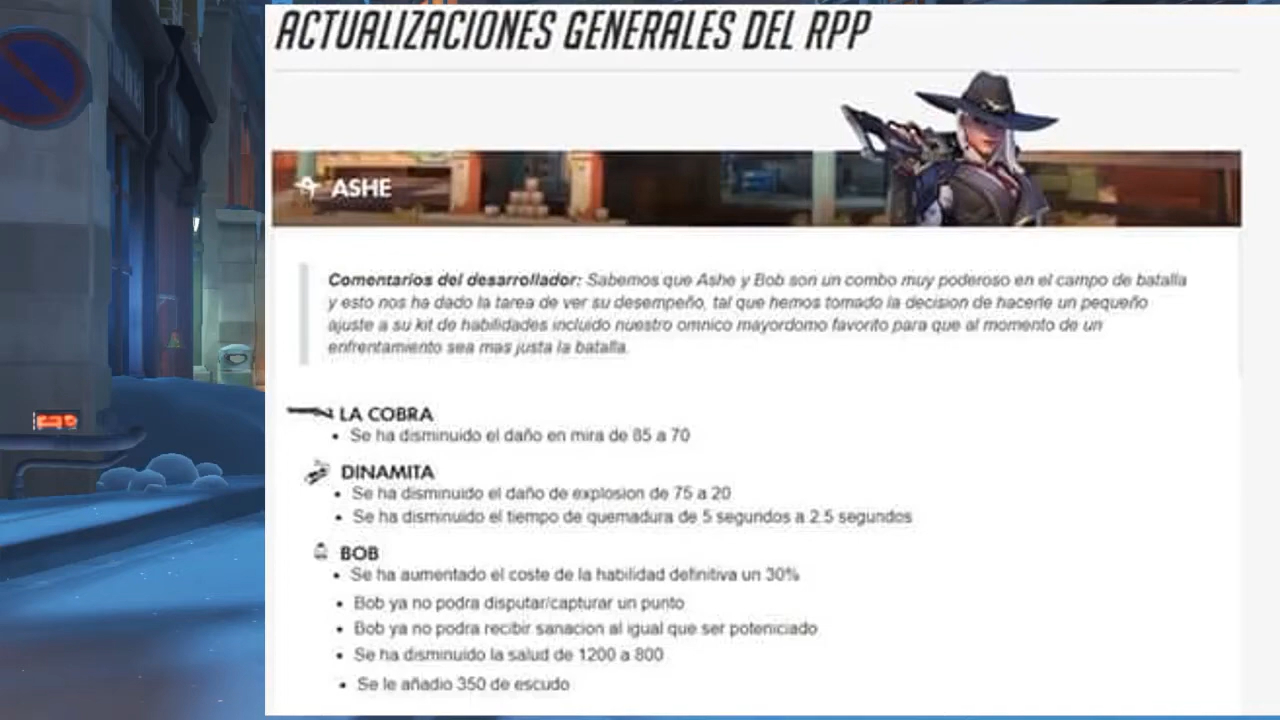 ACTUALIZACIONES GENERALES DEL RPP
ASHE
Comentarios del desarrollador: Sabemos que Ashe y Bob son un combo muy poderoso en el campo de batalla
y esto nos ha dado la tarea de ver su desempeño, tal que hemos tomado la decision de hacerle un pequeño
ajuste a su kit de habilidades incluido nuestro omnico mayordomo favorito para que al momento de un
enfrentamiento sea mas justa la batalla.
LA COBRA
• Se ha disminuido el daño en mira de 85 a 70
DINAMITA
• Se ha disminuido el daño de explosion de 75 a 20
• Se ha disminuido el tiempo de quemadura de 5 segundos a 2.5 segundos
BOB
• Se ha aumentado el coste de la habilidad definitiva un 30%
• Bob ya no podra disputar/capturar un punto
• Bob ya no podra recibir sanacion al igual que ser poteniciado
• Se ha disminuido la salud de 1200 a 800
• Se le añadio 350 de escudo